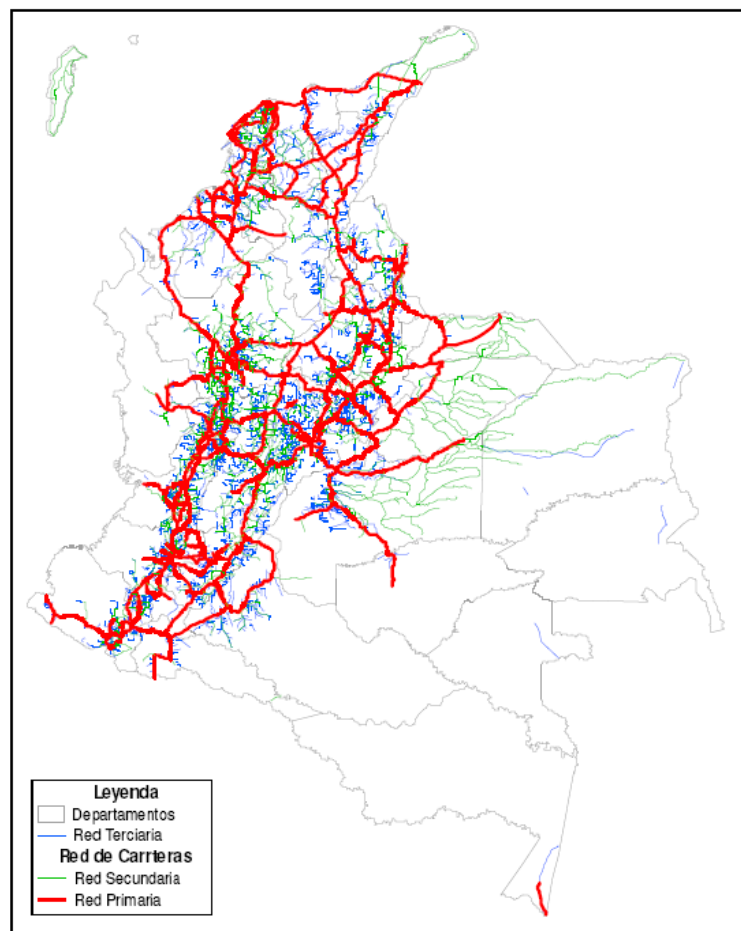 Leyenda
Departamentos
Red Terciaria
Red de Carrteras
Red Secundaria
Red Primaria